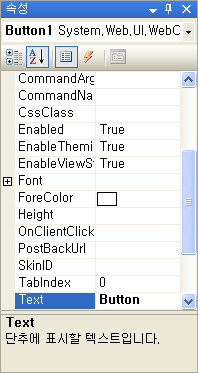 속성
Button1 System.Web.UI.WebC
CommandArg
CommandNa
CssClass
Enabled True
EnableThemi True
EnableViewSt True
Font
ForeColor
Height
OnClientClick
PostBackUrl
SkinID
TabIndex 0
Text Button
Text
단추에 표시할 텍스트입니다.